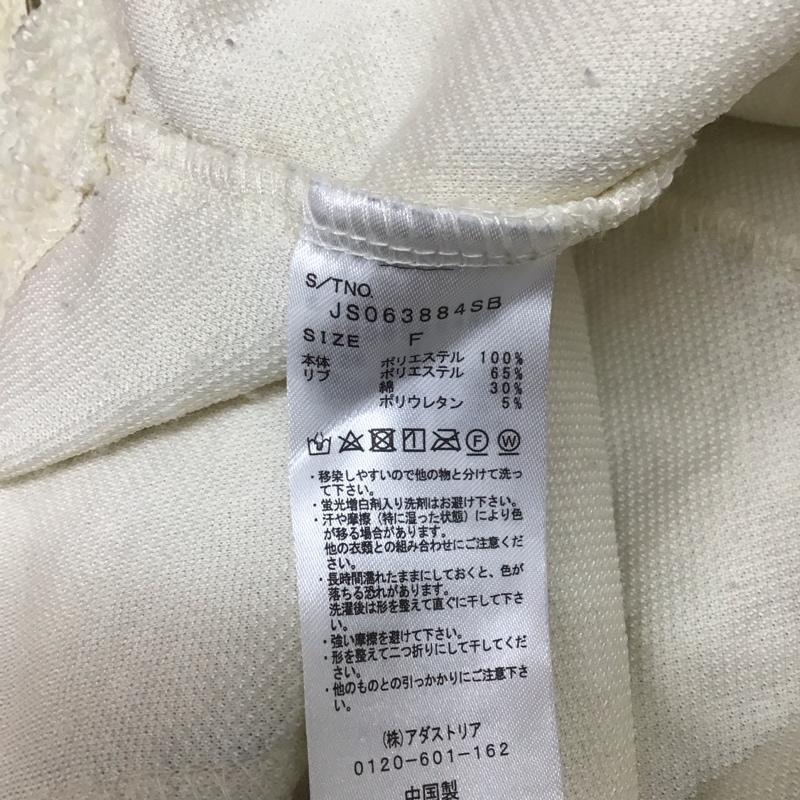 S/TNO.
JS063884SB
SIZE F
本体 ポリエステル 100%
リブ ポリエステル 65%
綿 30%
ポリウレタン 5%
F W
・移染しやすいので他の物と分けて洗っ
て下さい。
・蛍光増白剤入り洗剤はお避け下さい。
・汗や摩擦（特に湿った状態）により色
が移る場合があります。
他の衣類との組み合わせにご注意くだ
さい。
・長時間濡れたままにしておくと、色が
落ちる恐れがあります。
洗濯後は形を整えて直ぐに干して下さ
い。
・強い摩擦を避けて下さい。
・形を整えて二つ折りにして干してくだ
さい。
・他のものとの引っかかりにご注意下さ
い。
(株)アダストリア
0120-601-162
中国製